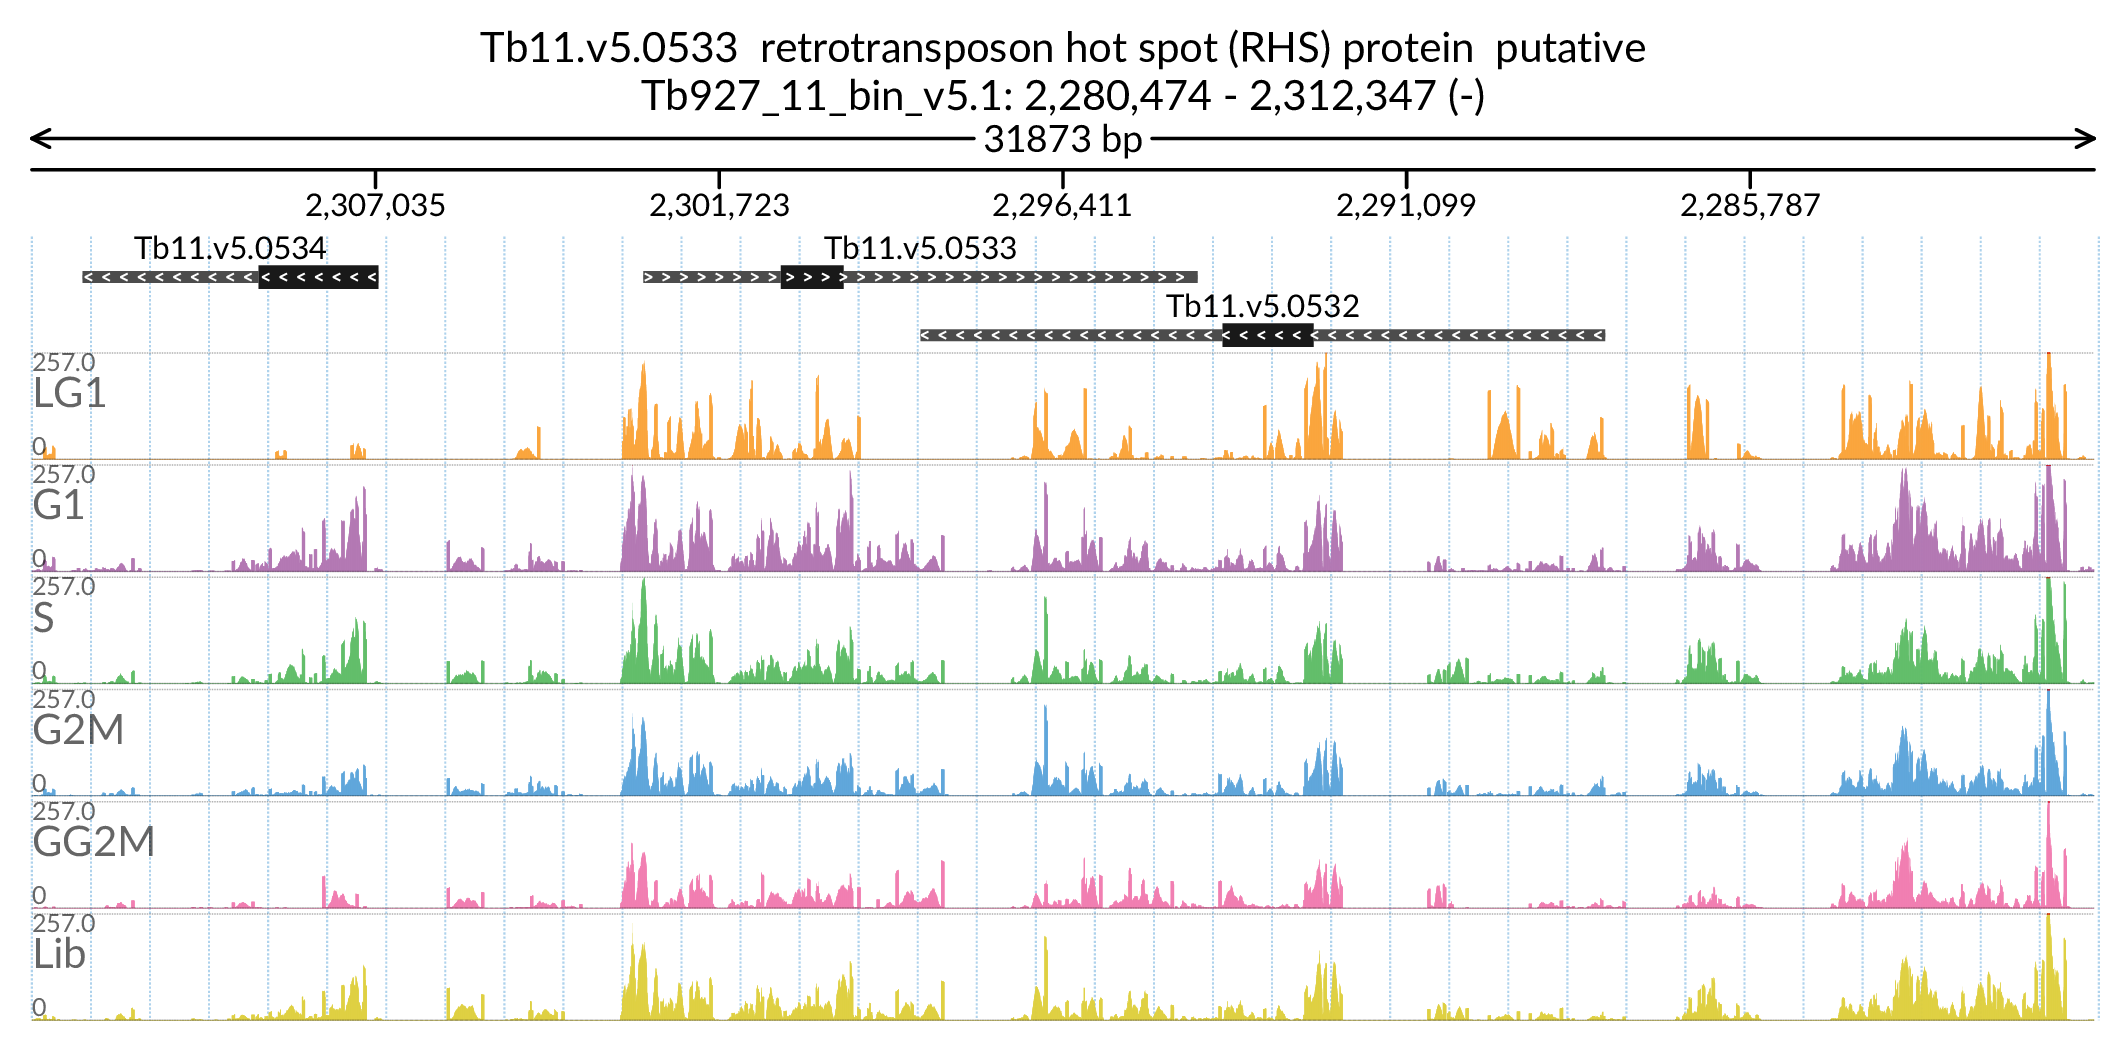 Tb11.v5.0533  retrotransposon hot spot (RHS) protein  putative
Tb927_11_bin_v5.1: 2,280,474 - 2,312,347 (-)
31873 bp
2,307,035 2,301,723 2,296,411 2,291,099 2,285,787
Tb11.v5.0534 Tb11.v5.0533
Tb11.v5.0532
257.0
LG1
0
257.0
G1
0
257.0
S
0
257.0
G2M
0
257.0
GG2M
0
257.0
Lib
0